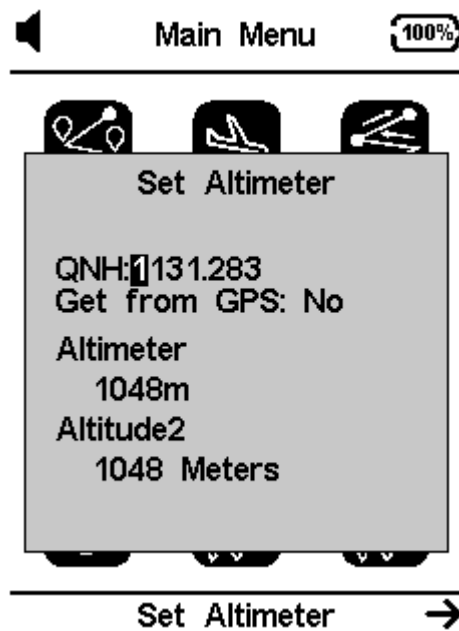 Main Menu
100%
Set Altimeter
QNH:1131.283
Get from GPS: No
Altimeter
1048m
Altitude2
1048 Meters
Set Altimeter